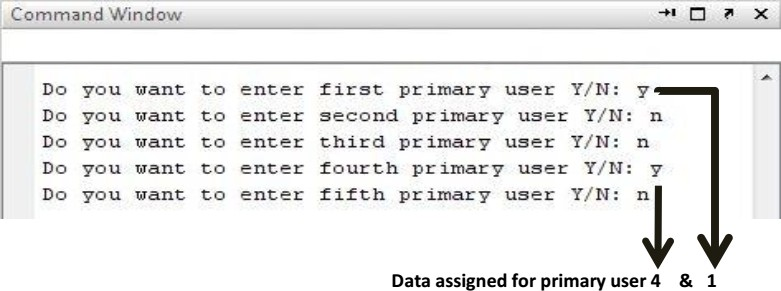 Command Window
Do you want to enter first primary user Y/N: y
Do you want to enter second primary user Y/N: n
Do you want to enter third primary user Y/N: n
Do you want to enter fourth primary user Y/N: y
Do you want to enter fifth primary user Y/N: n
Data assigned for primary user 4 & 1